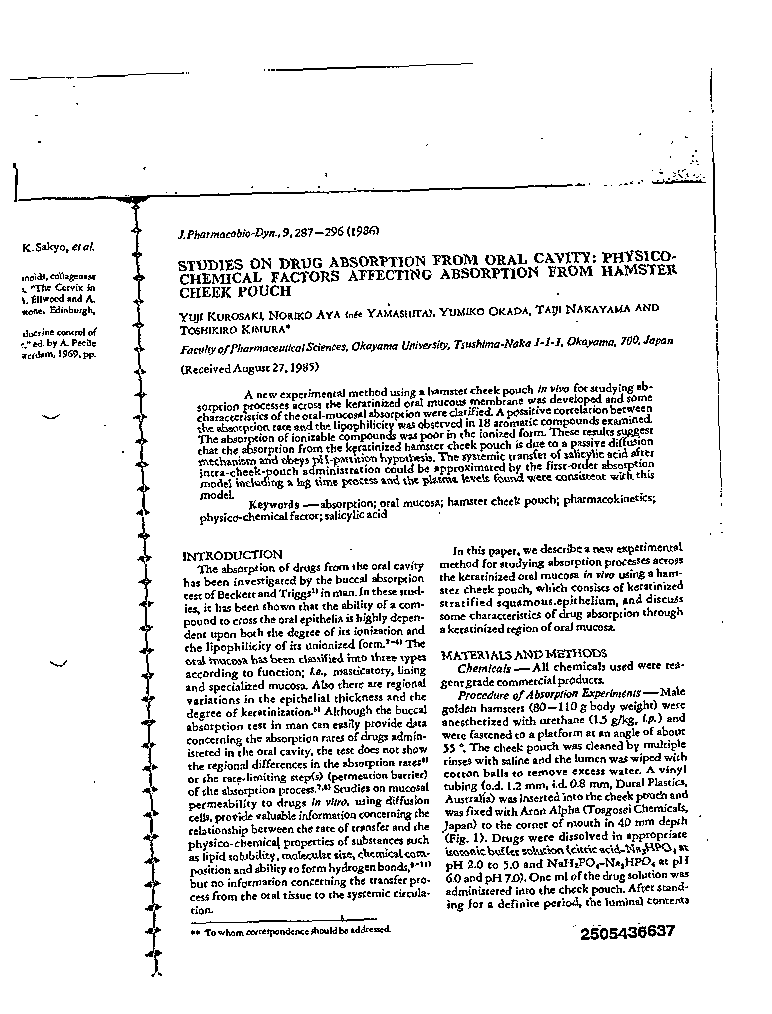 K. Sakyo, et al.
inoids, collagenase
"The Cervix in
Ellwood and A.
Edinburgh,
docrine control of
ed. by A. Pecile
1969, pp.
J. Pharmacobio-Dyn., 9, 287–296 (1986)
STUDIES ON DRUG ABSORPTION FROM ORAL CAVITY: PHYSICO-
CHEMICAL FACTORS AFFECTING ABSORPTION FROM HAMSTER
CHEEK POUCH
YUJI KUROSAKI, NORIKO AYA (née YAMASHITA), YUMIKO OKADA, TAIJI NAKAYAMA AND
TOSHIKIRO KIMURA*
Faculty of Pharmaceutical Sciences, Okayama University, Tsushima-Naka 1-1-1, Okayama, 700, Japan
(Received August 27, 1985)
A new experimental method using a hamster cheek pouch in vivo for studying ab-
sorption processes across the keratinized oral mucous membrane was developed and some
characteristics of the oral-mucosal absorption were clarified. A possitive correlation between
the absorption rate and the lipophilicity was observed in 18 aromatic compounds examined.
The absorption of ionizable compounds was poor in the ionized form. These results suggest
that the absorption from the keratinized hamster cheek pouch is due to a passive diffusion
mechanism and obeys pH-partition hypothesis. The systemic transfer of salicylic acid after
intra-cheek-pouch administration could be approximated by the first-order absorption
model including a lag time process and the plasma levels found were consistent with this
model.
Keywords — absorption; oral mucosa; hamster cheek pouch; pharmacokinetics;
physico-chemical factor; salicylic acid
INTRODUCTION
The absorption of drugs from the oral cavity
has been investigated by the buccal absorption
test of Beckett and Triggs1) in man. In these stud-
ies, it has been shown that the ability of a com-
pound to cross the oral epithelia is highly depen-
dent upon both the degree of its ionization and
the lipophilicity of its unionized form.2-4) The
oral mucosa has been classified into three types
according to function; i.e., masticatory, lining
and specialized mucosa. Also there are regional
variations in the epithelial thickness and the
degree of keratinization.5) Although the buccal
absorption test in man can easily provide data
concerning the absorption rates of drugs admin-
istered in the oral cavity, the test does not show
the regional differences in the absorption rates6)
or the rate-limiting step(s) (permeation barrier)
of the absorption process.7,8) Studies on mucosal
permeability to drugs in vitro, using diffusion
cells, provide valuable information concerning the
relationship between the rate of transfer and the
physico-chemical properties of substances such
as lipid solubility, molecular size, chemical com-
position and ability to form hydrogen bonds,9-11)
but no information concerning the transfer pro-
cess from the oral tissue to the systemic circula-
tion.
** To whom correspondence should be addressed.
In this paper, we describe a new experimental
method for studying absorption processes across
the keratinized oral mucosa in vivo using a ham-
ster cheek pouch, which consists of keratinized
stratified squamous epithelium, and discuss
some characteristics of drug absorption through
a keratinized region of oral mucosa.
MATERIALS AND METHODS
Chemicals — All chemicals used were rea-
gent grade commercial products.
Procedure of Absorption Experiments — Male
golden hamsters (80–110 g body weight) were
anesthetized with urethane (1.5 g/kg, i.p.) and
were fastened to a platform at an angle of about
55 °. The cheek pouch was cleaned by multiple
rinses with saline and the lumen was wiped with
cotton balls to remove excess water. A vinyl
tubing (o.d. 1.2 mm, i.d. 0.8 mm, Dural Plastics,
Australia) was inserted into the cheek pouch and
was fixed with Aron Alpha (Toagosei Chemicals,
Japan) to the corner of mouth in 40 mm depth
(Fig. 1). Drugs were dissolved in appropriate
isotonic buffer solution (citric acid-Na2HPO4 at
pH 2.0 to 5.0 and NaH2PO4-Na2HPO4 at pH
6.0 and pH 7.0). One ml of the drug solution was
administered into the cheek pouch. After stand-
ing for a definite period, the luminal contents
2505436637